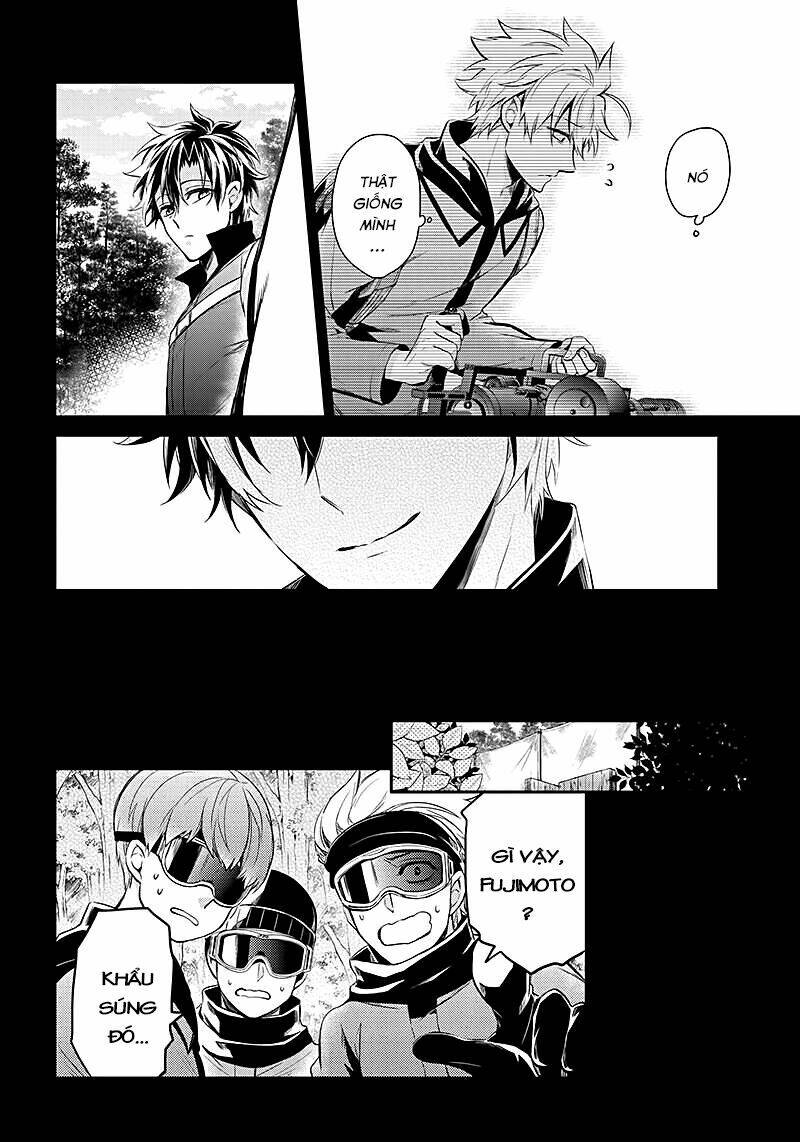 NÓ
THẬT
GIỐNG
MÌNH
...
GÌ VẬY,
FUJIMOTO
?
KHẨU
SÚNG
ĐÓ...